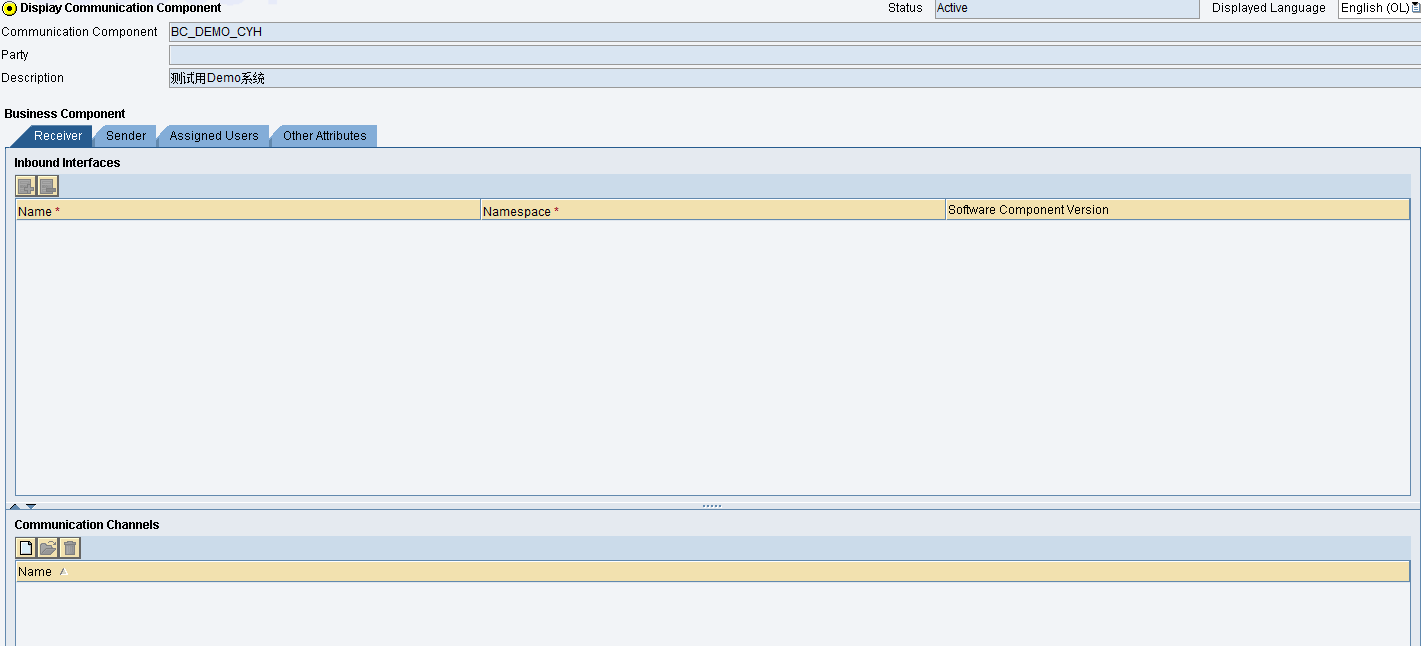 Display Communication Component Status Active Displayed Language English (OL)
Communication Component BC_DEMO_CYH
Party
Description 测试用Demo系统
Business Component
Receiver Sender Assigned Users Other Attributes
Inbound Interfaces
Name * Namespace * Software Component Version
Communication Channels
Name